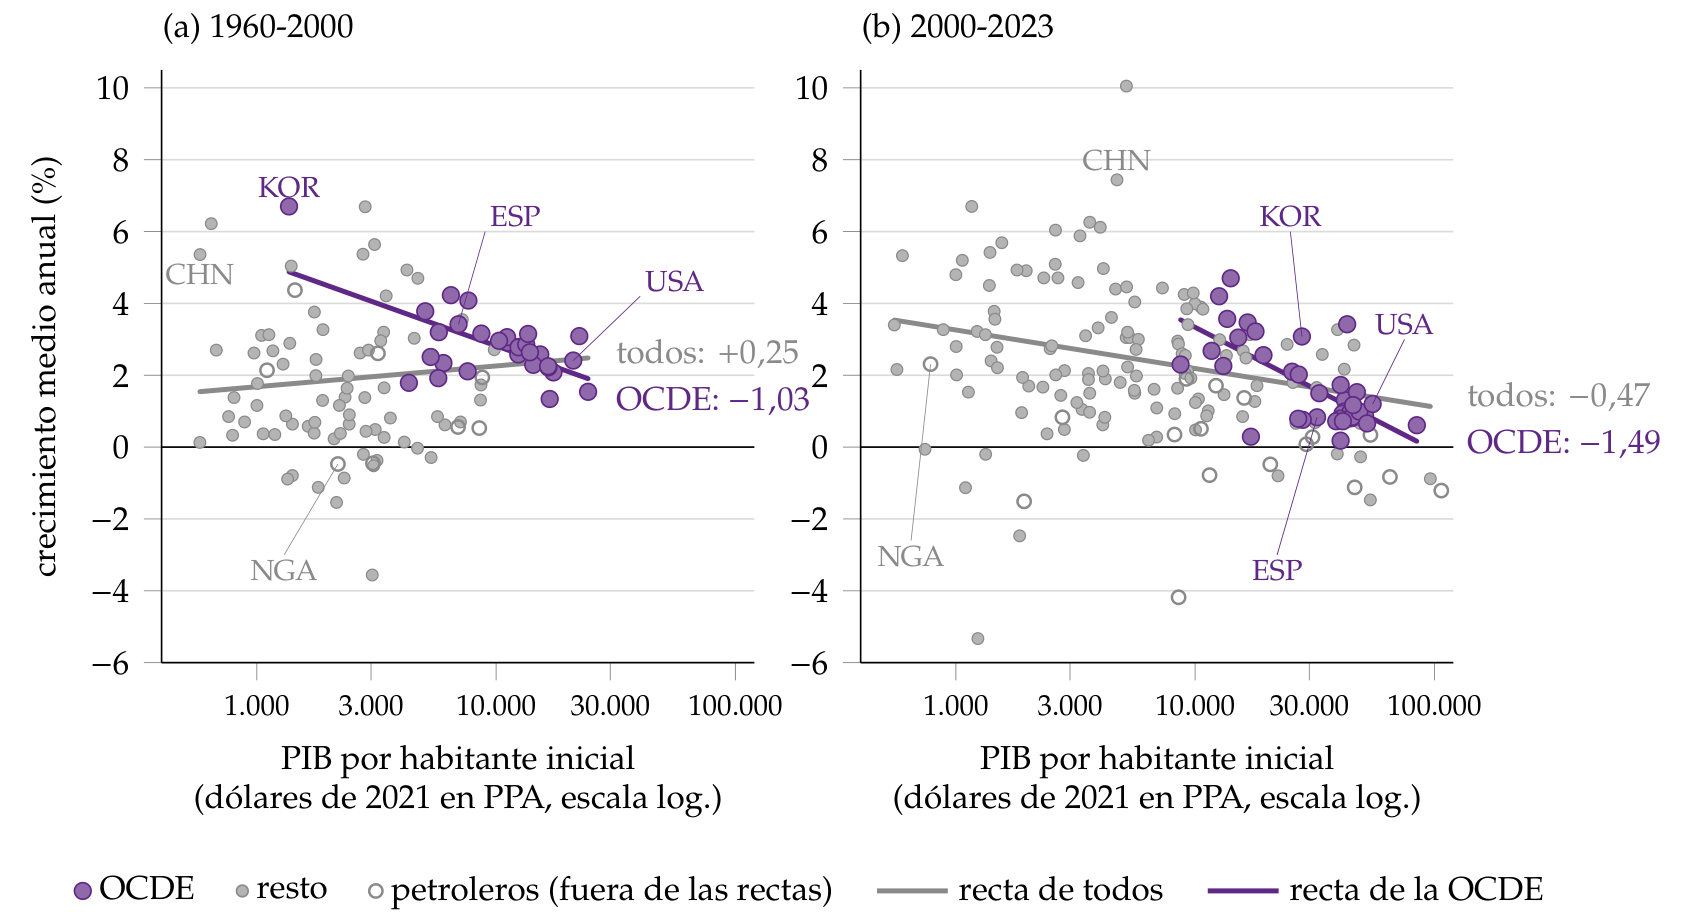 (a) 1960-2000
(b) 2000-2023
crecimiento medio anual (%)
10
8
6
4
2
0
−2
−4
−6
KOR
ESP
CHN
USA
todos: +0,25
OCDE: −1,03
NGA
1.000
3.000
10.000
30.000
100.000
PIB por habitante inicial
(dólares de 2021 en PPA, escala log.)
10
8
6
4
2
0
−2
−4
−6
CHN
KOR
USA
todos: −0,47
OCDE: −1,49
NGA
ESP
1.000
3.000
10.000
30.000
100.000
PIB por habitante inicial
(dólares de 2021 en PPA, escala log.)
OCDE
resto
petroleros (fuera de las rectas)
recta de todos
recta de la OCDE